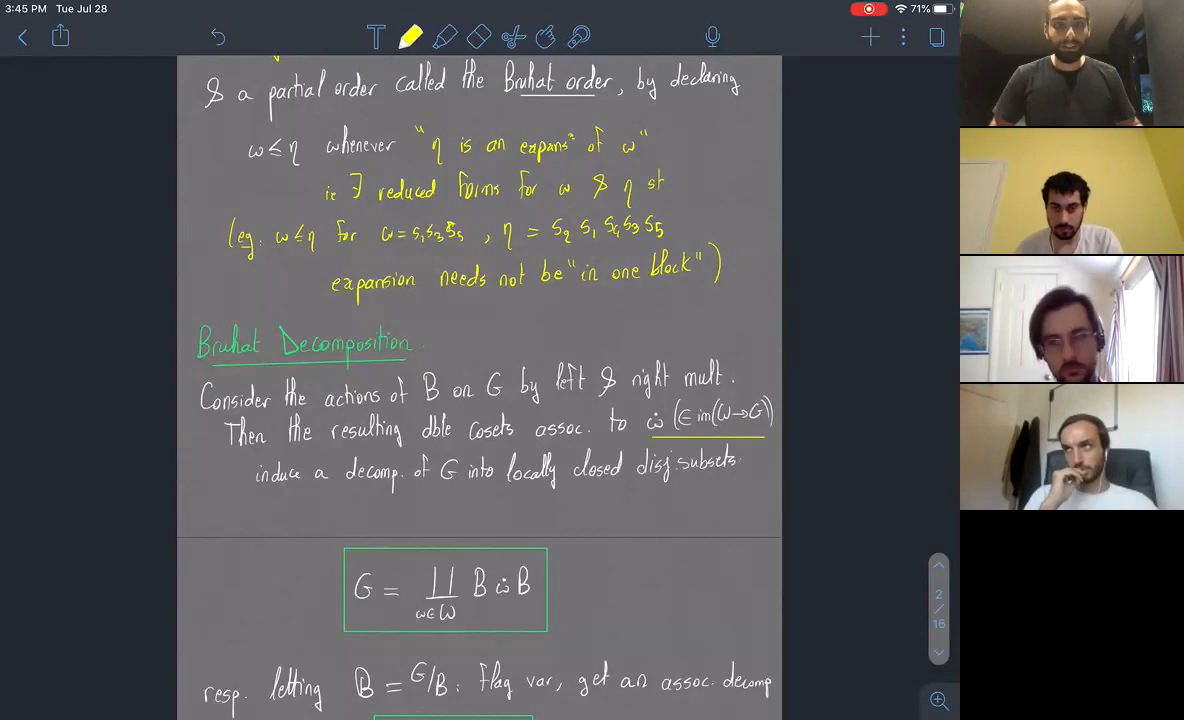 3:45 PM Tue Jul 28
71%
& a partial order called the Bruhat order, by declaring
ω ≤ η whenever "η is an expans° of ω"
ie ∃ reduced forms for ω & η st
(eg. ω ≤ η for ω = s₁s₃s₅, η = s₂ s₁ s₄ s₃ s₅
expansion needs not be "in one block")
Bruhat Decomposition.
Consider the actions of B on G by left & right mult.
Then the resulting dble cosets assoc. to ω̇ (∈ im(W→G))
induce a decomp. of G into locally closed disj. subsets.
G = ∐ B ω̇ B
ω∈W
resp. letting B = G/B : flag var, get an assoc. decomp
2
/
16